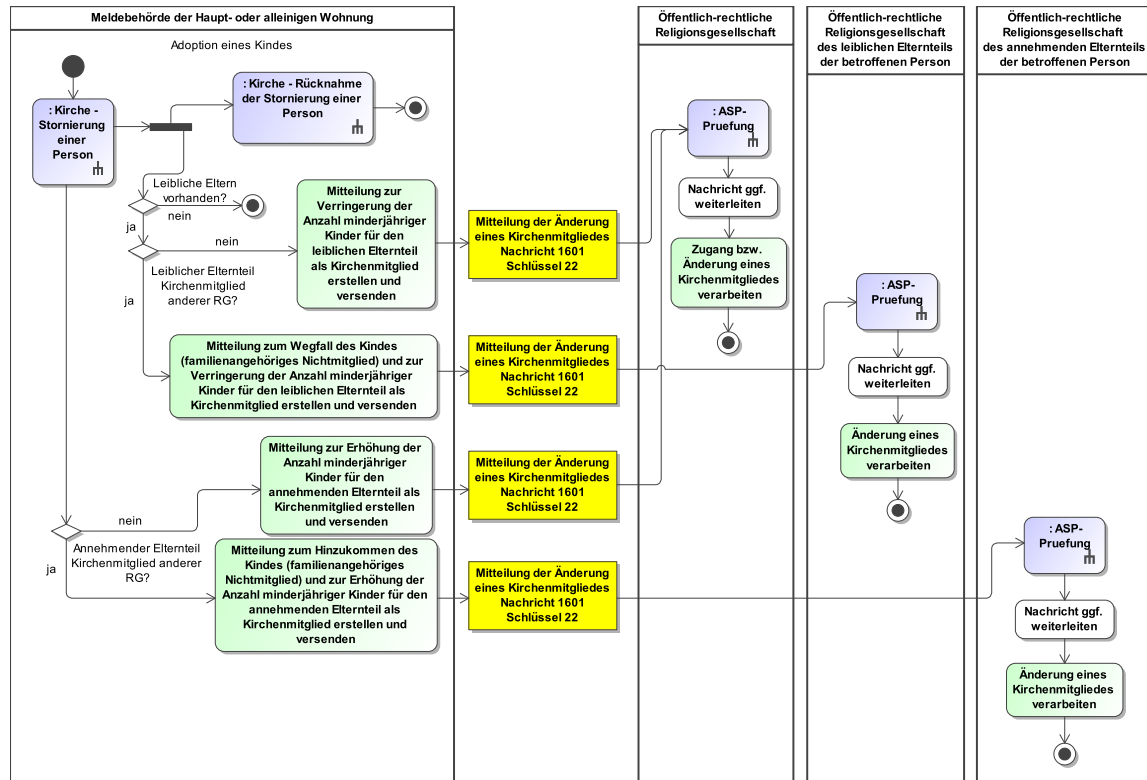 Meldebehörde der Haupt- oder alleinigen Wohnung
Adoption eines Kindes
: Kirche -
Stornierung
einer
Person
: Kirche - Rücknahme
der Stornierung einer
Person
Leibliche Eltern
vorhanden?
nein
ja
nein
Leiblicher Elternteil
Kirchenmitglied
anderer RG?
ja
Mitteilung zur
Verringerung der
Anzahl minderjähriger
Kinder für den
leiblichen Elternteil
als Kirchenmitglied
erstellen und
versenden
Mitteilung zum Wegfall des Kindes
(familienangehöriges Nichtmitglied) und zur
Verringerung der Anzahl minderjähriger
Kinder für den leiblichen Elternteil als
Kirchenmitglied erstellen und versenden
Mitteilung zur Erhöhung der
Anzahl minderjähriger
Kinder für den
annehmenden Elternteil als
Kirchenmitglied erstellen
und versenden
nein
Annehmender Elternteil
Kirchenmitglied anderer
RG?
ja
Mitteilung zum Hinzukommen des
Kindes (familienangehöriges
Nichtmitglied) und zur Erhöhung der
Anzahl minderjähriger Kinder für den
annehmenden Elternteil als
Kirchenmitglied erstellen und
versenden
Mitteilung der Änderung
eines Kirchenmitgliedes
Nachricht 1601
Schlüssel 22
Mitteilung der Änderung
eines Kirchenmitgliedes
Nachricht 1601
Schlüssel 22
Mitteilung der Änderung
eines Kirchenmitgliedes
Nachricht 1601
Schlüssel 22
Mitteilung der Änderung
eines Kirchenmitgliedes
Nachricht 1601
Schlüssel 22
Öffentlich-rechtliche
Religionsgesellschaft
: ASP-
Pruefung
Nachricht ggf.
weiterleiten
Zugang bzw.
Änderung eines
Kirchenmitgliedes
verarbeiten
Öffentlich-rechtliche
Religionsgesellschaft
des leiblichen Elternteils
der betroffenen Person
: ASP-
Pruefung
Nachricht ggf.
weiterleiten
Änderung eines
Kirchenmitgliedes
verarbeiten
Öffentlich-rechtliche
Religionsgesellschaft
des annehmenden Elternteils
der betroffenen Person
: ASP-
Pruefung
Nachricht ggf.
weiterleiten
Änderung eines
Kirchenmitgliedes
verarbeiten